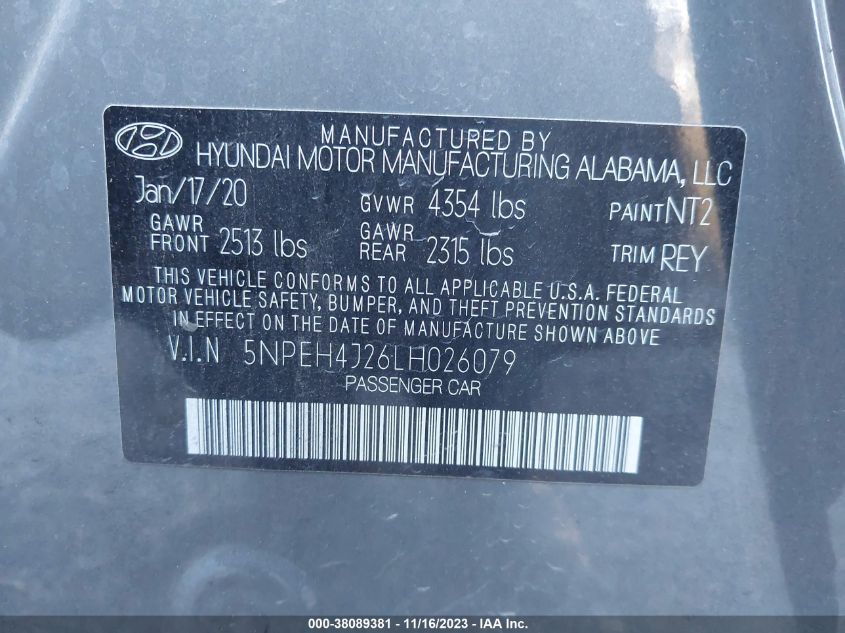 MANUFACTURED BY
HYUNDAI MOTOR MANUFACTURING ALABAMA, LLC
Jan/17/20 GVWR 4354 lbs PAINT NT2
GAWR FRONT 2513 lbs GAWR REAR 2315 lbs TRIM REY
THIS VEHICLE CONFORMS TO ALL APPLICABLE U.S.A. FEDERAL
MOTOR VEHICLE SAFETY, BUMPER, AND THEFT PREVENTION STANDARDS
IN EFFECT ON THE DATE OF MANUFACTURE SHOWN ABOVE
V.I.N 5NPEH4J26LH026079
PASSENGER CAR
000-38089381 - 11/16/2023 - IAA Inc.